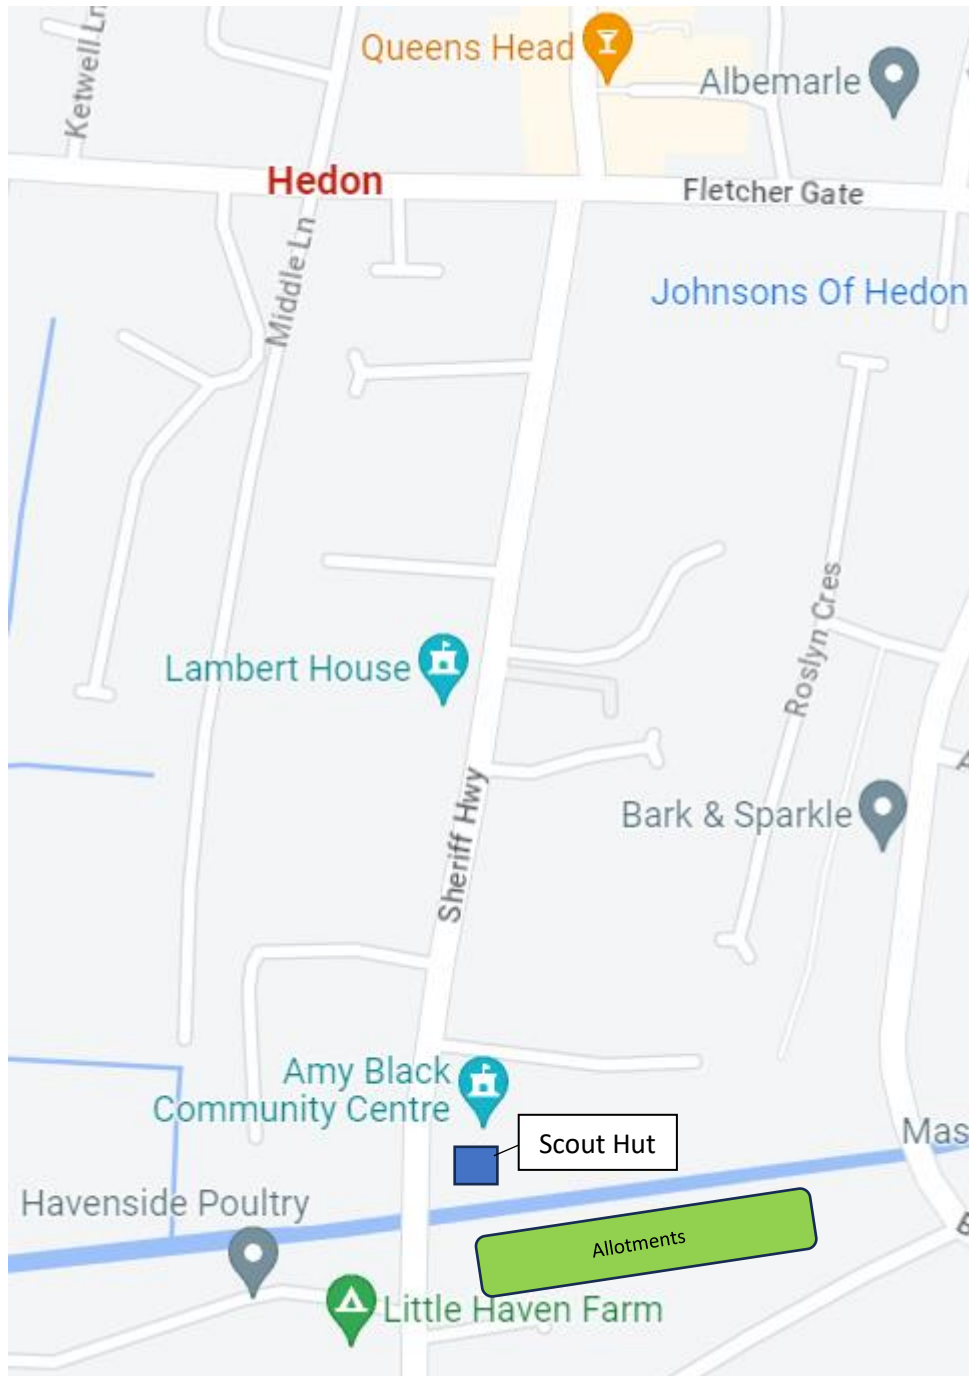 Ketwell Ln
Queens Head
Albemarle
Hedon
Fletcher Gate
Middle Ln
Johnsons Of Hedon
Roslyn Cres
Lambert House
Sheriff Hwy
Bark & Sparkle
Amy Black
Community Centre
Scout Hut
Mas
Havenside Poultry
Allotments
Little Haven Farm